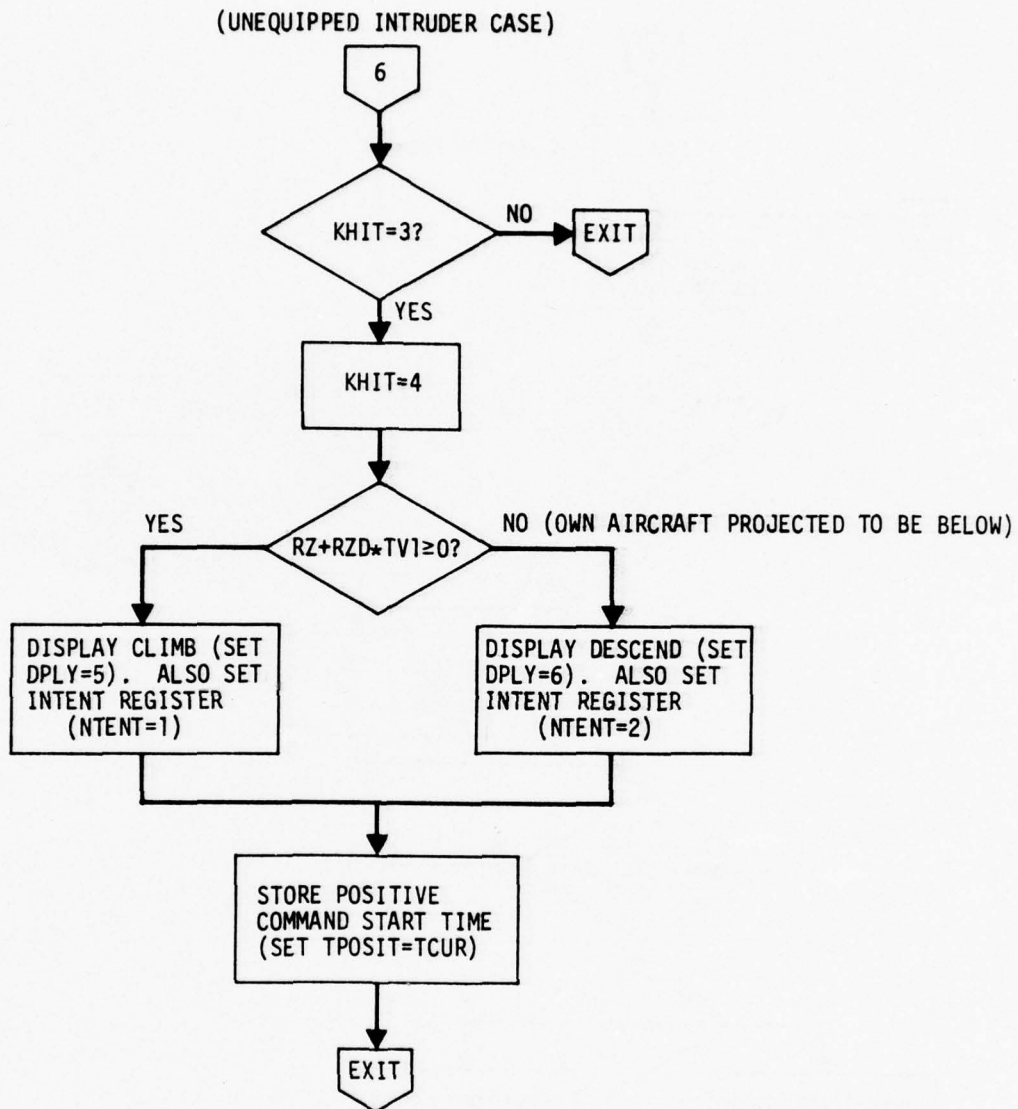 (UNEQUIPPED INTRUDER CASE)
6
KHIT=3?
NO
EXIT
YES
KHIT=4
YES
NO (OWN AIRCRAFT PROJECTED TO BE BELOW)
RZ+RZD*TV1≥0?
DISPLAY CLIMB (SET
DPLY=5). ALSO SET
INTENT REGISTER
(NTENT=1)
DISPLAY DESCEND (SET
DPLY=6). ALSO SET
INTENT REGISTER
(NTENT=2)
STORE POSITIVE
COMMAND START TIME
(SET TPOSIT=TCUR)
EXIT